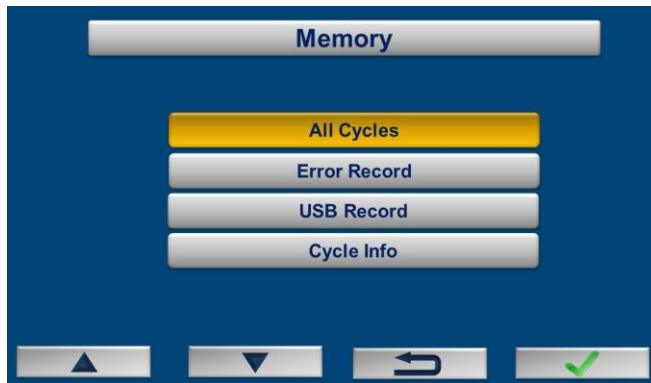 Memory
All Cycles
Error Record
USB Record
Cycle Info